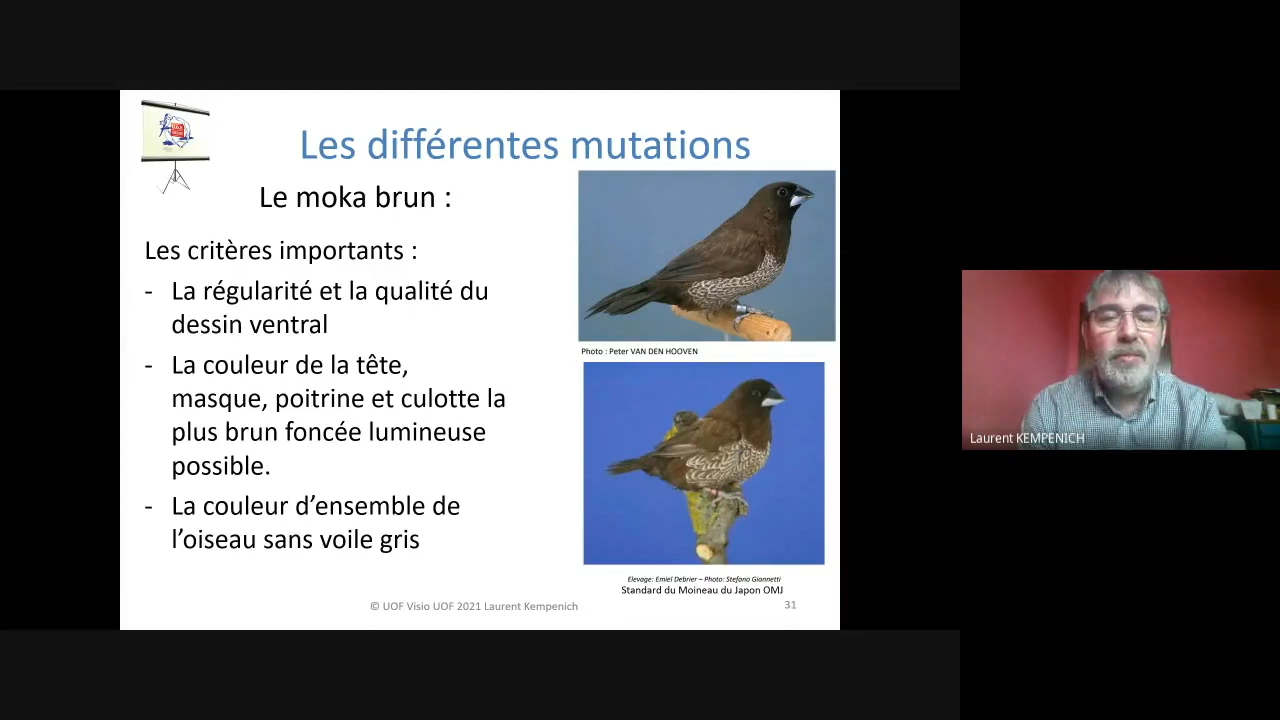 Les différentes mutations
Le moka brun :
Les critères importants :
- La régularité et la qualité du
dessin ventral
- La couleur de la tête,
masque, poitrine et culotte la
plus brun foncée lumineuse
possible.
- La couleur d’ensemble de
l’oiseau sans voile gris
Photo : Peter VAN DEN HOOVEN
Elevage: Emiel Debrier – Photo: Stefano Giannetti
Standard du Moineau du Japon OMJ
© UOF Visio UOF 2021 Laurent Kempenich
31
Laurent KEMPENICH